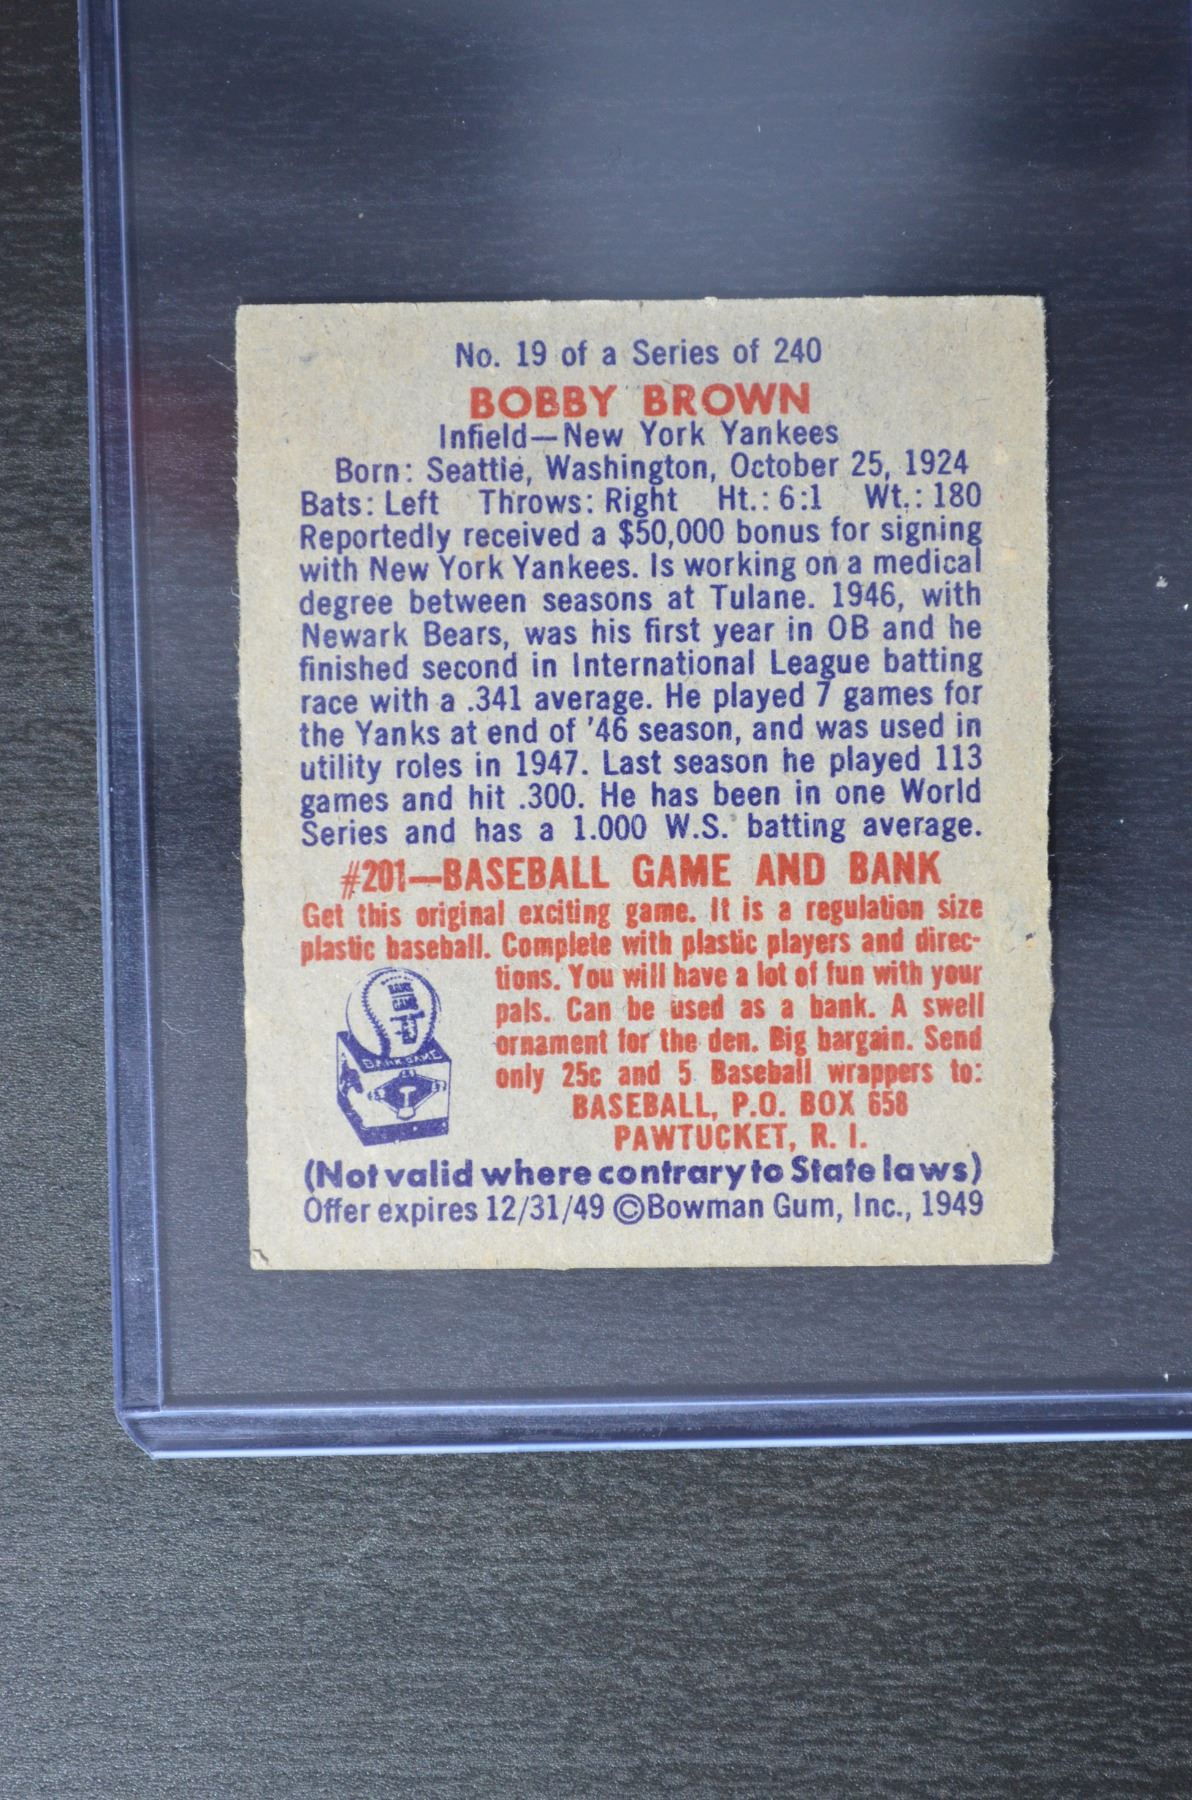 No. 19 of a Series of 240
BOBBY BROWN
Infield—New York Yankees
Born: Seattle, Washington, October 25, 1924
Bats: Left Throws: Right Ht.: 6:1 Wt.: 180
Reportedly received a $50,000 bonus for signing
with New York Yankees. Is working on a medical
degree between seasons at Tulane. 1946, with
Newark Bears, was his first year in OB and he
finished second in International League batting
race with a .341 average. He played 7 games for
the Yanks at end of '46 season, and was used in
utility roles in 1947. Last season he played 113
games and hit .300. He has been in one World
Series and has a 1.000 W.S. batting average.
#201—BASEBALL GAME AND BANK
Get this original exciting game. It is a regulation size
plastic baseball. Complete with plastic players and direc-
tions. You will have a lot of fun with your
pals. Can be used as a bank. A swell
ornament for the den. Big bargain. Send
only 25c and 5 Baseball wrappers to:
BASEBALL, P.O. BOX 658
PAWTUCKET, R. I.
BANK
GAME
BANK GAME
(Not valid where contrary to State laws)
Offer expires 12/31/49 ©Bowman Gum, Inc., 1949